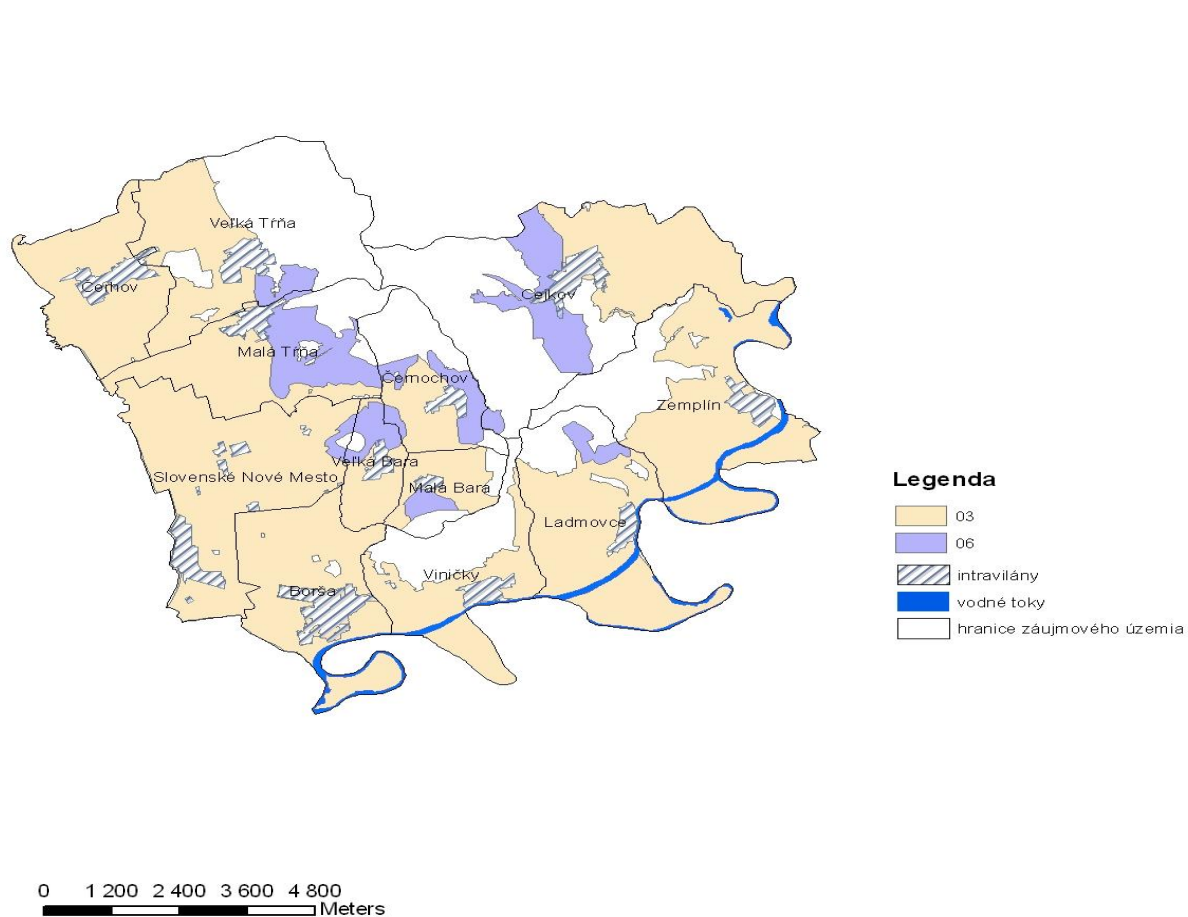 Veľká Tŕňa
Čerhov
Cejkov
Malá Tŕňa
Černochov
Zemplín
Veľká Bara
Slovenské Nové Mesto
Malá Bara
Ladmovce
Viničky
Borša
Legenda
03
06
intravilány
vodné toky
hranice záujmového územia
0 1 200 2 400 3 600 4 800
Meters